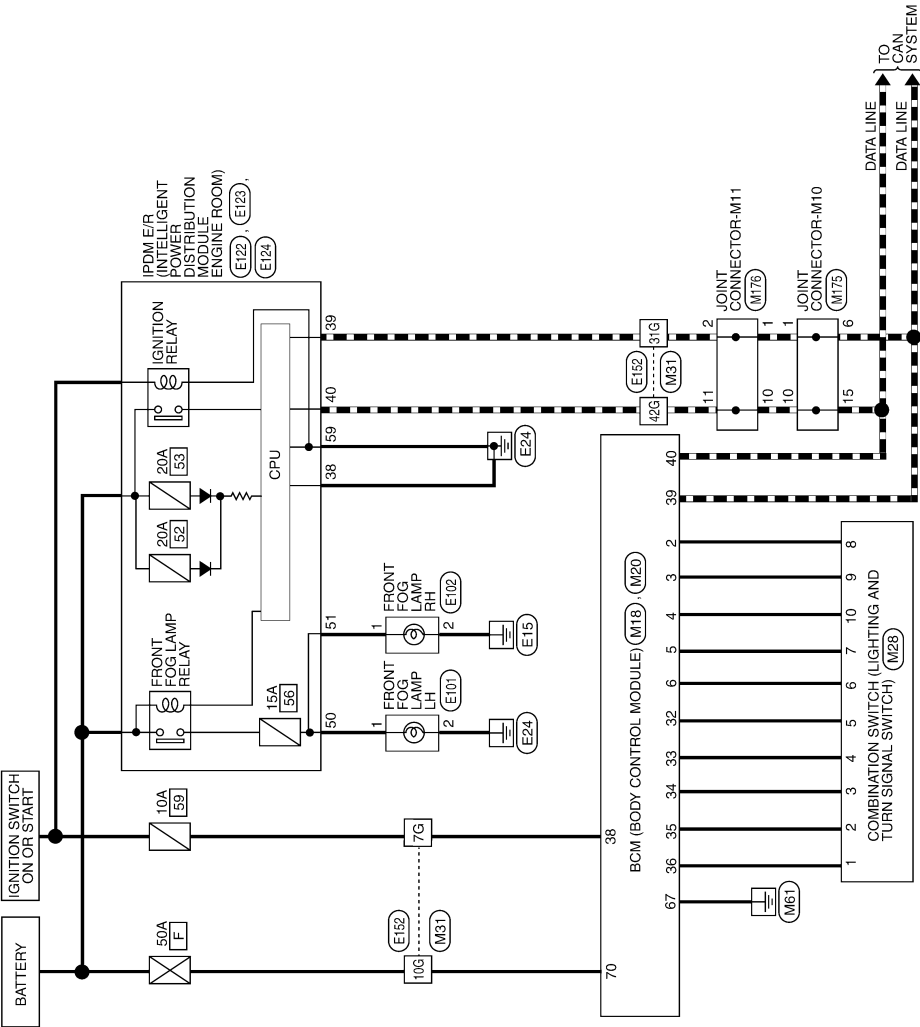 BATTERY
IGNITION SWITCH
ON OR START
50A
F
10A
59
FRONT
FOG LAMP
RELAY
15A
56
20A
52
20A
53
IGNITION
RELAY
CPU
IPDM E/R
(INTELLIGENT
POWER
DISTRIBUTION
MODULE
ENGINE ROOM)
E122 , E123 ,
E124
50
51
38
59
40
39
1
FRONT
FOG
LAMP
LH
E101
2
E24
1
FRONT
FOG
LAMP
RH
E102
2
E15
E24
10G
E152
M31
7G
42G
E152
M31
31G
11
2
JOINT
CONNECTOR-M11
M176
10
1
10
1
JOINT
CONNECTOR-M10
M175
15
6
70
38
BCM (BODY CONTROL MODULE) M18 , M20
67
36
35
34
33
32
6
5
4
3
2
39
40
M61
1
2
3
4
5
6
7
10
9
8
COMBINATION SWITCH (LIGHTING AND
TURN SIGNAL SWITCH) M28
DATA LINE
DATA LINE
TO
CAN
SYSTEM